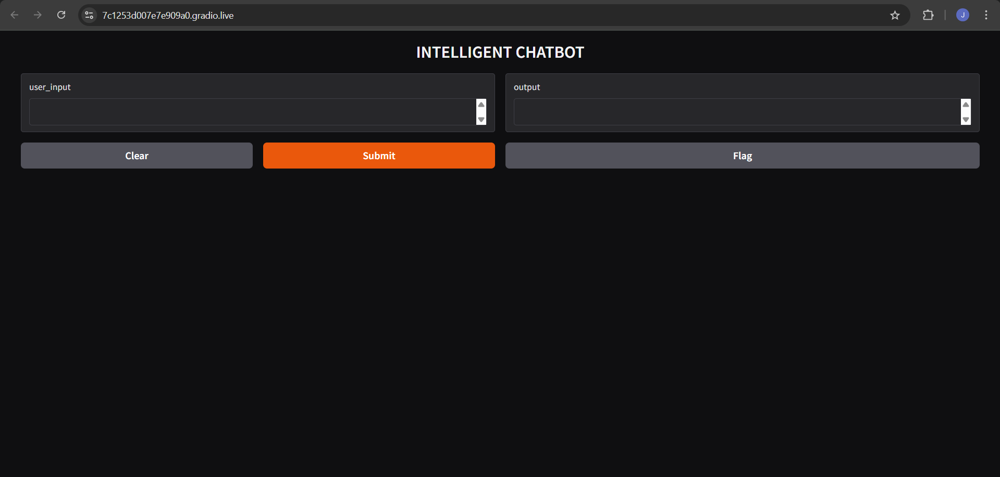 7c1253d007e7e909a0.gradio.live
J
INTELLIGENT CHATBOT
user_input
output
Clear
Submit
Flag